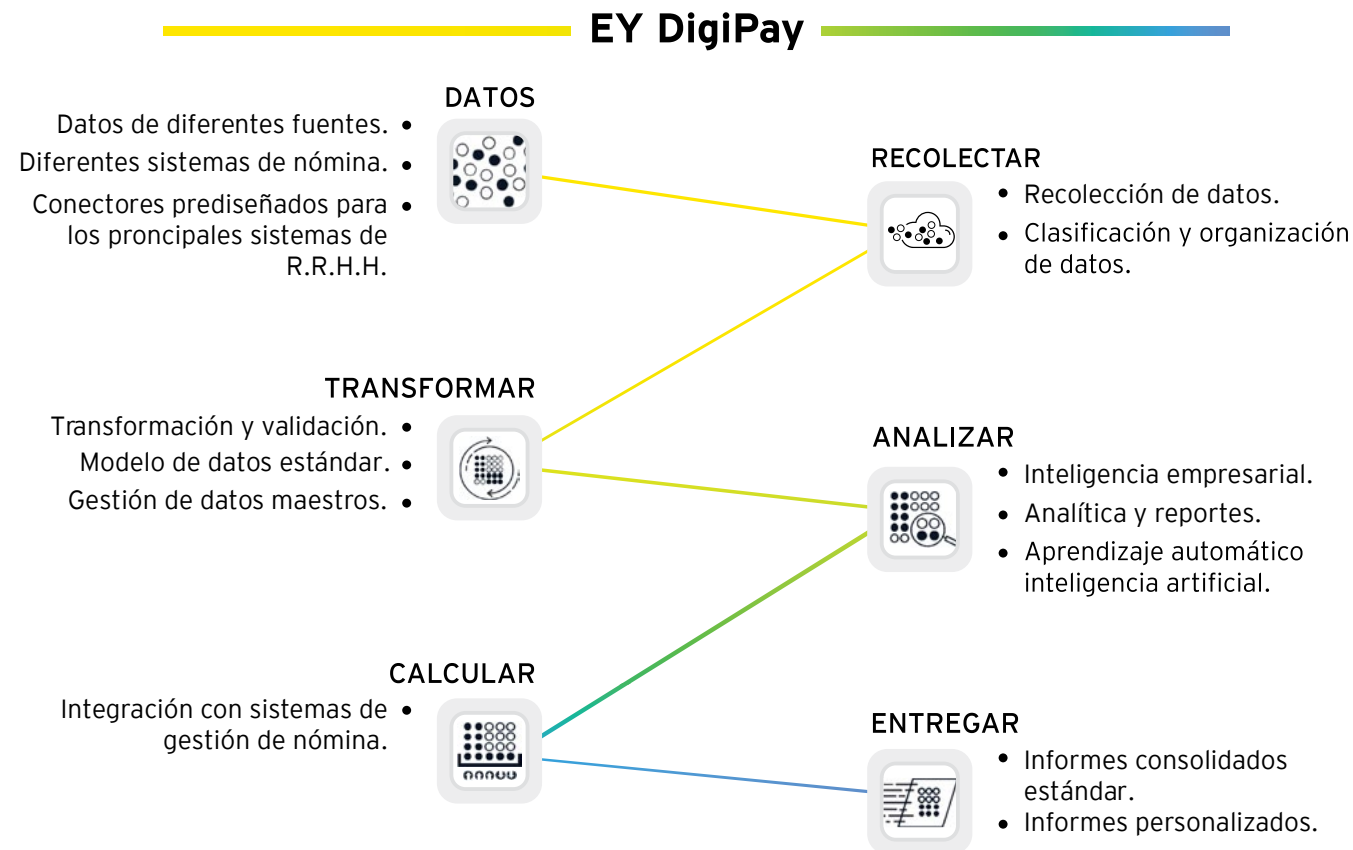 EY DigiPay
DATOS
Datos de diferentes fuentes.
Diferentes sistemas de nómina.
Conectores prediseñados para
los proncipales sistemas de
R.R.H.H.
RECOLECTAR
Recolección de datos.
Clasificación y organización
de datos.
TRANSFORMAR
Transformación y validación.
Modelo de datos estándar.
Gestión de datos maestros.
ANALIZAR
Inteligencia empresarial.
Analítica y reportes.
Aprendizaje automático
inteligencia artificial.
CALCULAR
Integración con sistemas de
gestión de nómina.
ENTREGAR
Informes consolidados
estándar.
Informes personalizados.